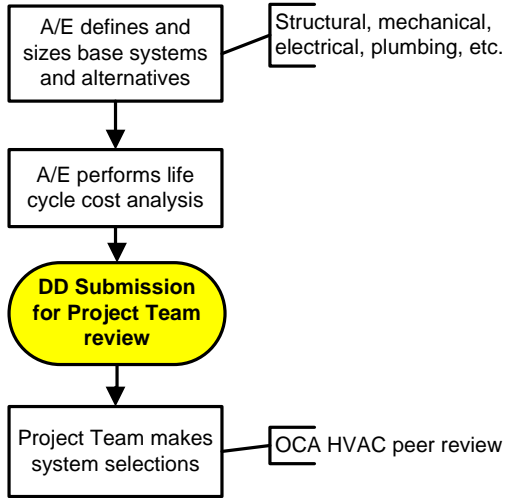 A/E defines and
sizes base systems
and alternatives
Structural, mechanical,
electrical, plumbing, etc.
A/E performs life
cycle cost analysis
DD Submission
for Project Team
review
Project Team makes
system selections
OCA HVAC peer review